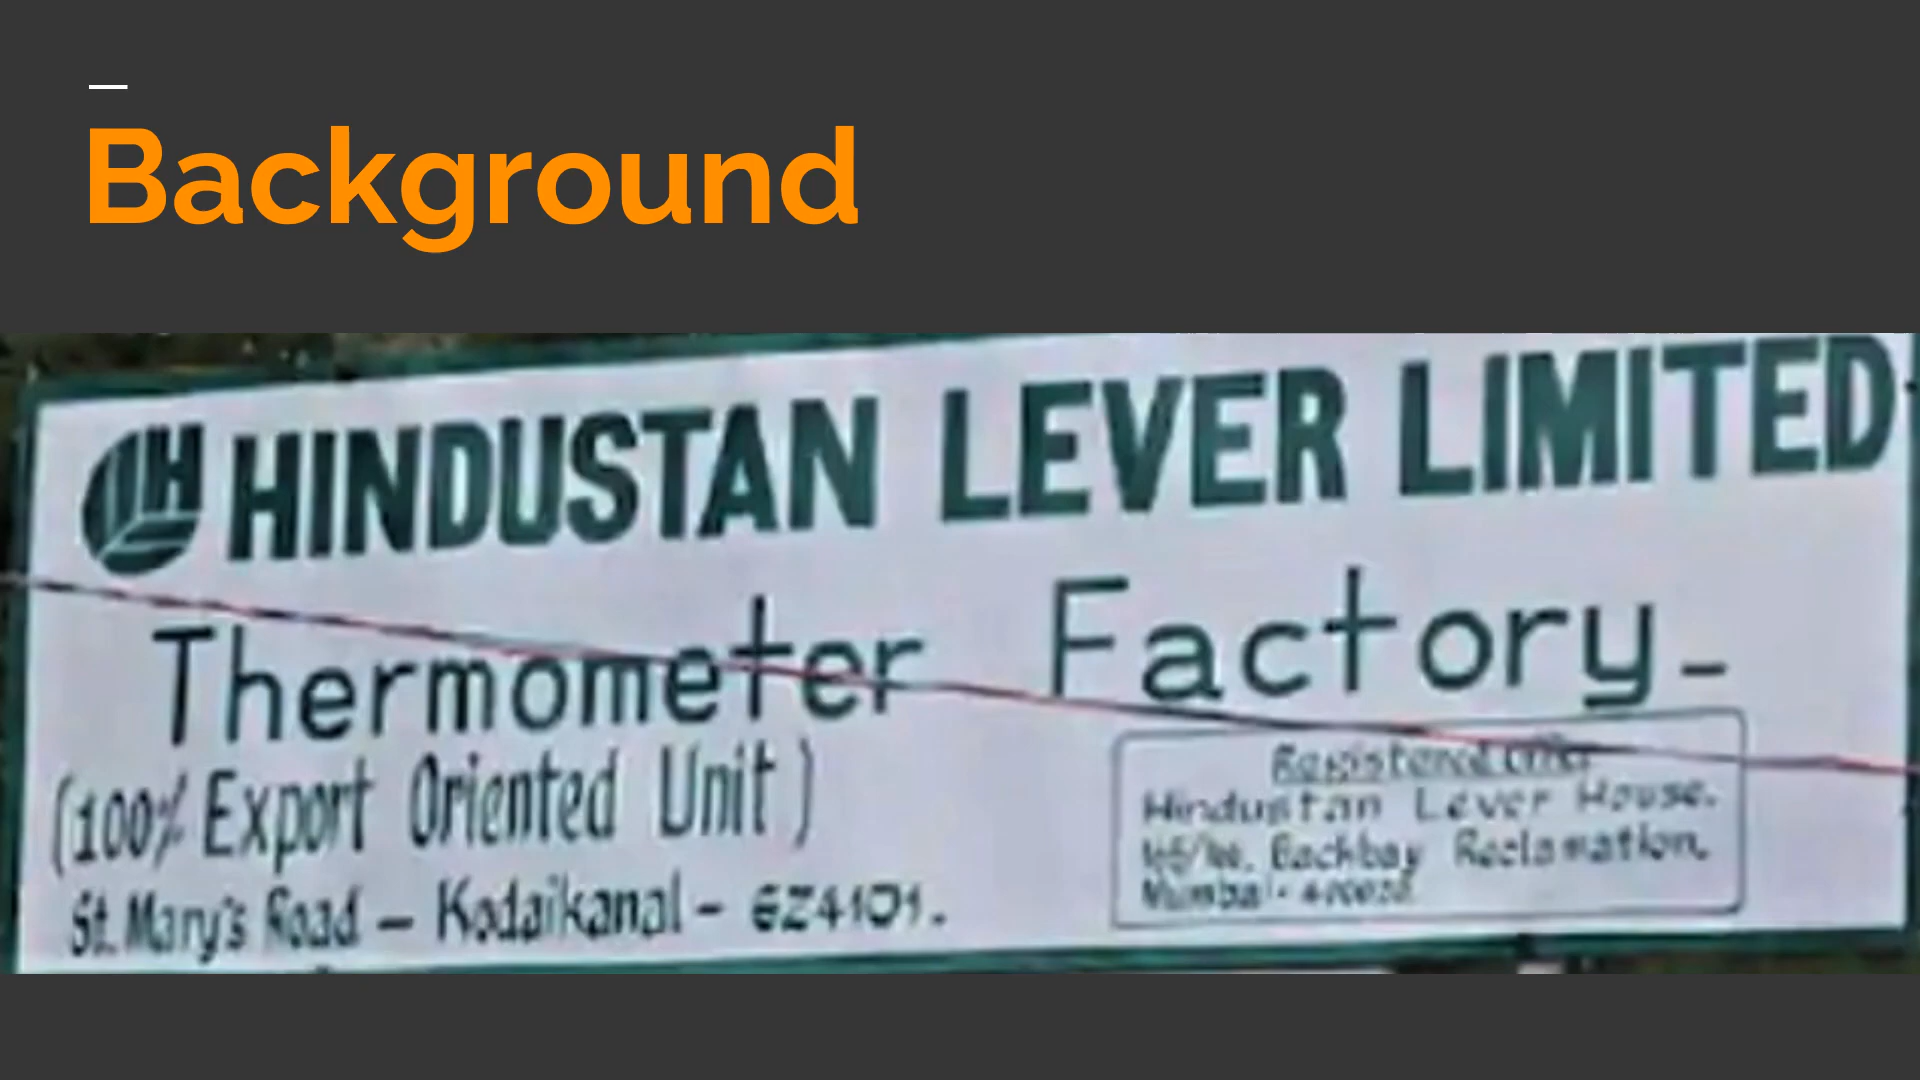 Background
HINDUSTAN LEVER LIMITED
Thermometer Factory-
(100% Export Oriented Unit)
St. Mary's Road - Kodaikanal - 624101.
Registered
Hindustan Lever House.
Backbay Reclamation,
Mumbai -